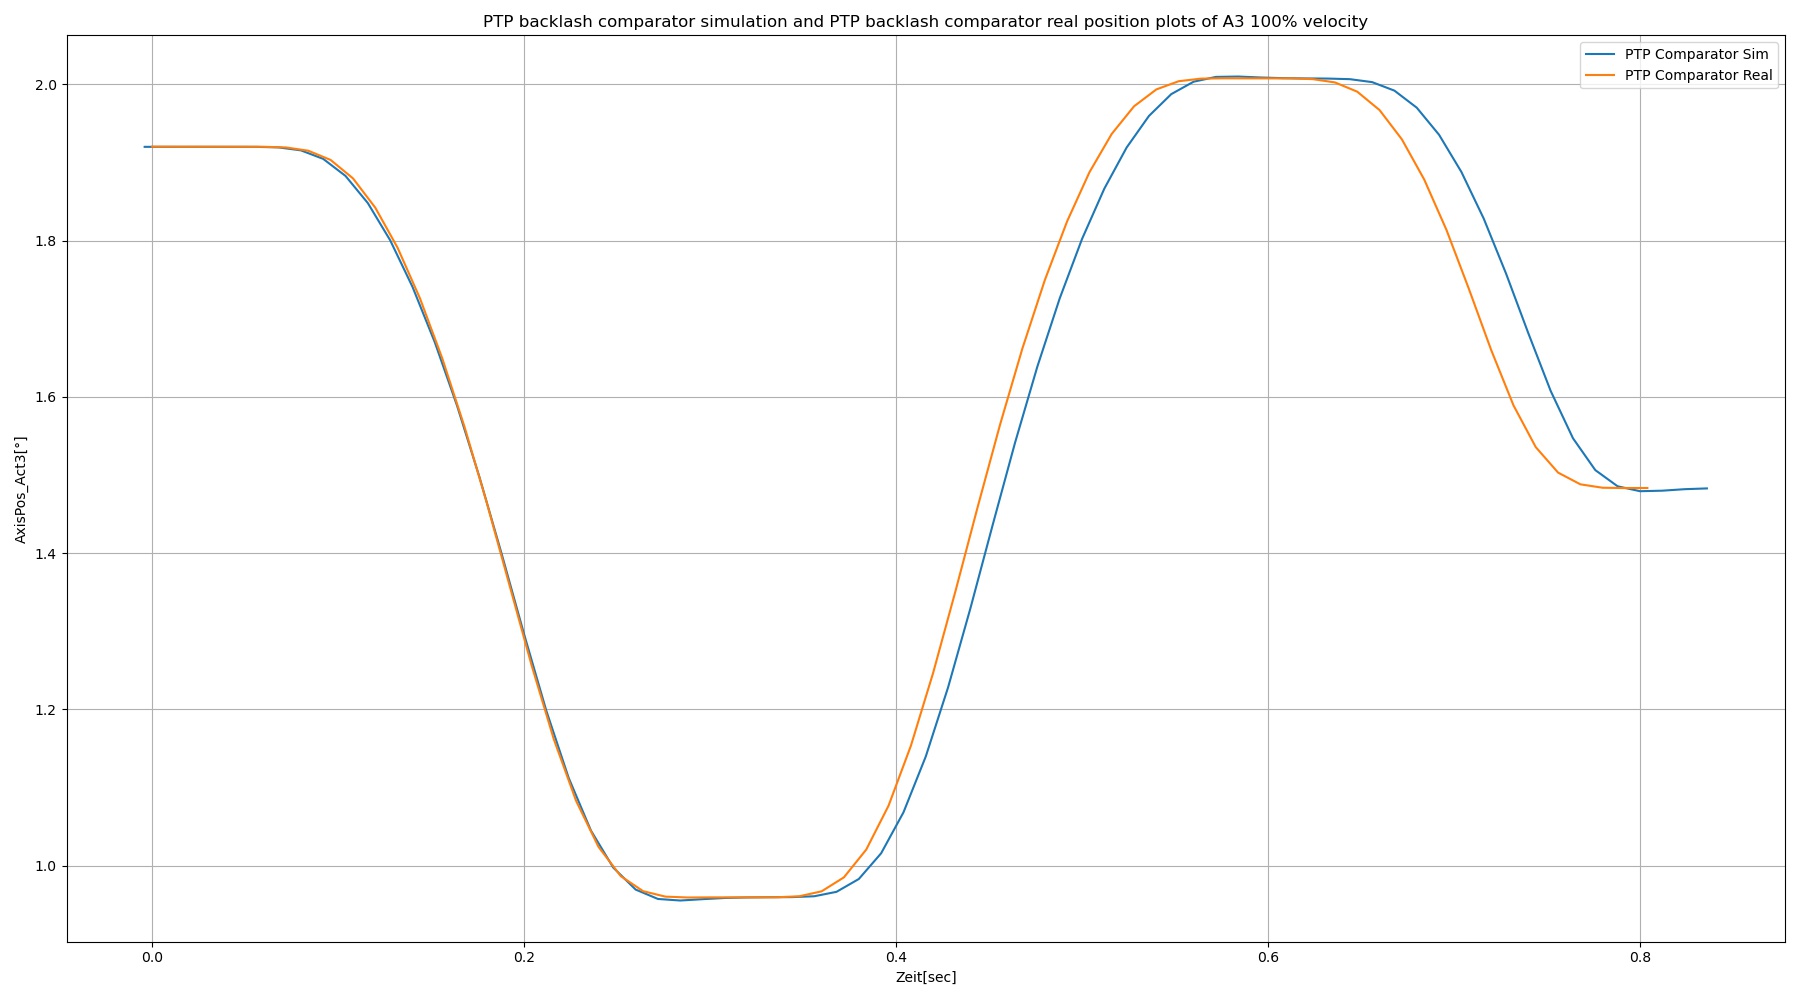 PTP backlash comparator simulation and PTP backlash comparator real position plots of A3 100% velocity
PTP Comparator Sim
PTP Comparator Real
AxisPos_Act3[°]
2.0
1.8
1.6
1.4
1.2
1.0
0.0
0.2
0.4
0.6
0.8
Zeit[sec]